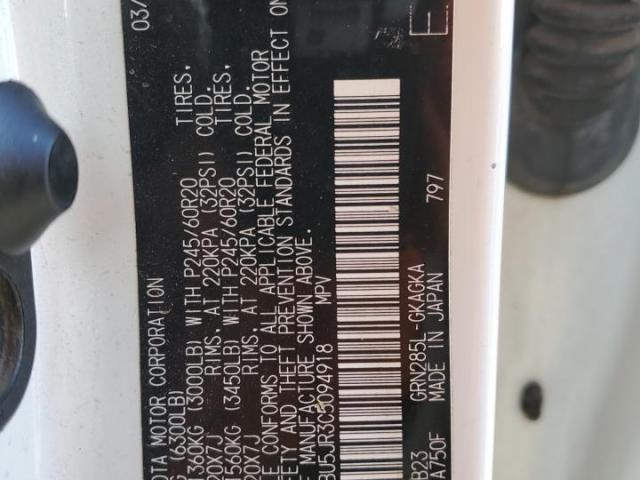 OTA MOTOR CORPORATION 03/
(6300LB)
1360KG (3000LB) WITH P245/60R20 TIRES,
20X7J RIMS, AT 220KPA (32PSI) COLD.
1560KG (3450LB) WITH P245/60R20 TIRES,
20X7J RIMS, AT 220KPA (32PSI) COLD.
E CONFORMS TO ALL APPLICABLE FEDERAL MOTOR
FETY AND THEFT PREVENTION STANDARDS IN EFFECT ON
F MANUFACTURE SHOWN ABOVE.
BU5JR3C5094918 MPV
B23 GRN285L-GKAGKA 797
A750F MADE IN JAPAN